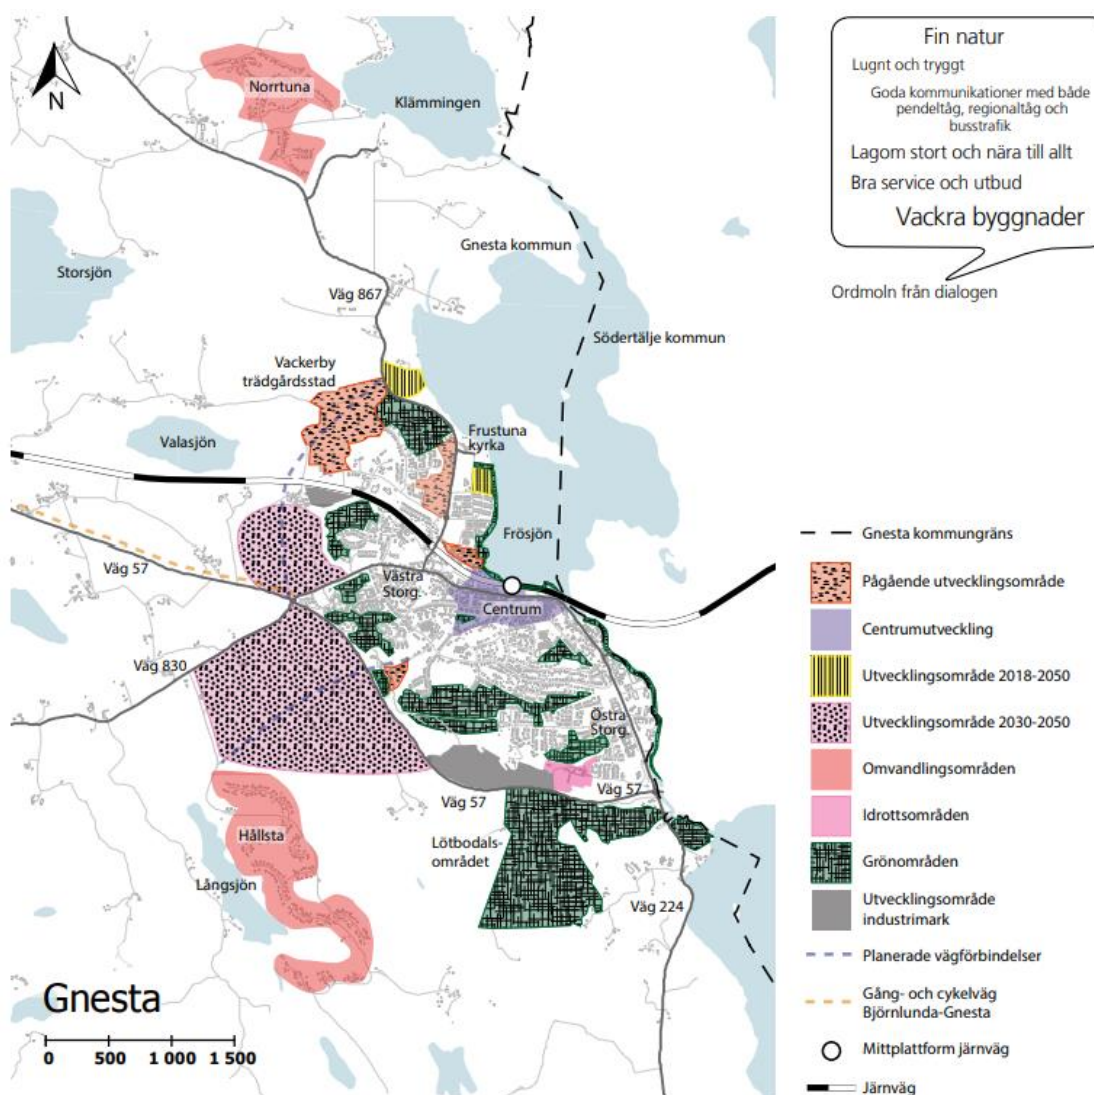 Fin natur
Lugnt och tryggt
Goda kommunikationer med både
pendeltåg, regionaltåg och
busstrafik
Lagom stort och nära till allt
Bra service och utbud
Vackra byggnader
Ordmoln från dialogen
N
Norrtuna
Klämmingen
Gnesta kommun
Storsjön
Väg 867
Södertälje kommun
Vackerby
trädgårdsstad
Valasjön
Frustuna
kyrka
Frösjön
Väg 57
Västra
Storg.
Centrum
Väg 830
Östra
Storg.
Väg 57
Väg 57
Hållsta
Lötbodals-
området
Långsjön
Väg 224
Gnesta
0 500 1 000 1 500
Gnesta kommungräns
Pågående utvecklingsområde
Centrumutveckling
Utvecklingsområde 2018-2050
Utvecklingsområde 2030-2050
Omvandlingsområden
Idrottsområden
Grönområden
Utvecklingsområde
industrimark
Planerade vägförbindelser
Gång- och cykelväg
Björnlunda-Gnesta
Mittplattform järnväg
Järnväg